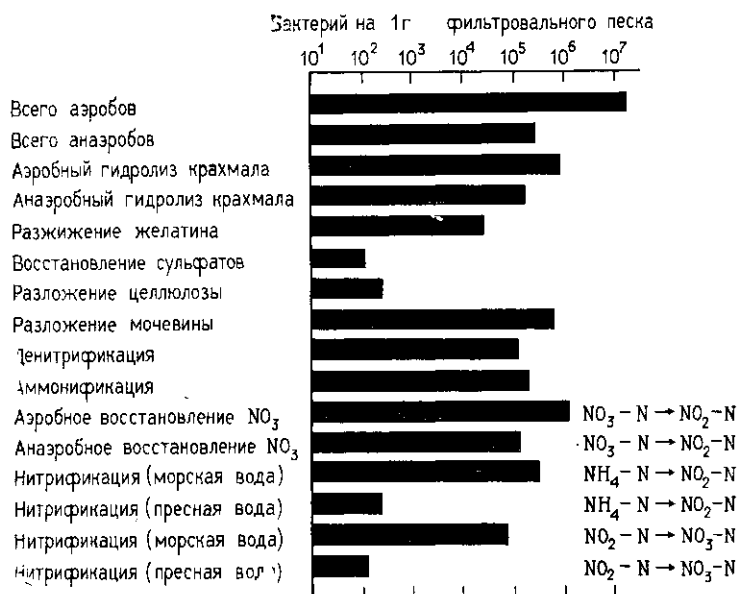 Бактерий на 1г фильтровального песка
10¹ 10² 10³ 10⁴ 10⁵ 10⁶ 10⁷
Всего аэробов
Всего анаэробов
Аэробный гидролиз крахмала
Анаэробный гидролиз крахмала
Разжижение желатина
Восстановление сульфатов
Разложение целлюлозы
Разложение мочевины
Денитрификация
Аммонификация
Аэробное восстановление NO₃ NO₃–N → NO₂–N
Анаэробное восстановление NO₃ NO₃–N → NO₂–N
Нитрификация (морская вода) NH₄–N → NO₂–N
Нитрификация (пресная вода) NH₄–N → NO₂–N
Нитрификация (морская вода) NO₂–N → NO₃–N
Нитрификация (пресная вода) NO₂–N → NO₃–N